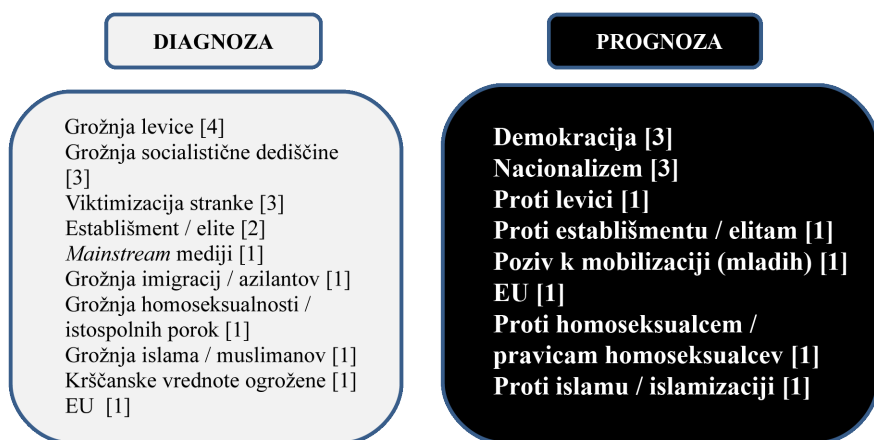 DIAGNOZA
Grožnja levice [4]
Grožnja socialistične dediščine
[3]
Viktimizacija stranke [3]
Establišment / elite [2]
Mainstream mediji [1]
Grožnja imigracij / azilantov [1]
Grožnja homoseksualnosti /
istospolnih porok [1]
Grožnja islama / muslimanov [1]
Krščanske vrednote ogrožene [1]
EU  [1]
PROGNOZA
Demokracija [3]
Nacionalizem [3]
Proti levici [1]
Proti establišmentu / elitam [1]
Poziv k mobilizaciji (mladih) [1]
EU [1]
Proti homoseksualcem /
pravicam homoseksualcev [1]
Proti islamu / islamizaciji [1]